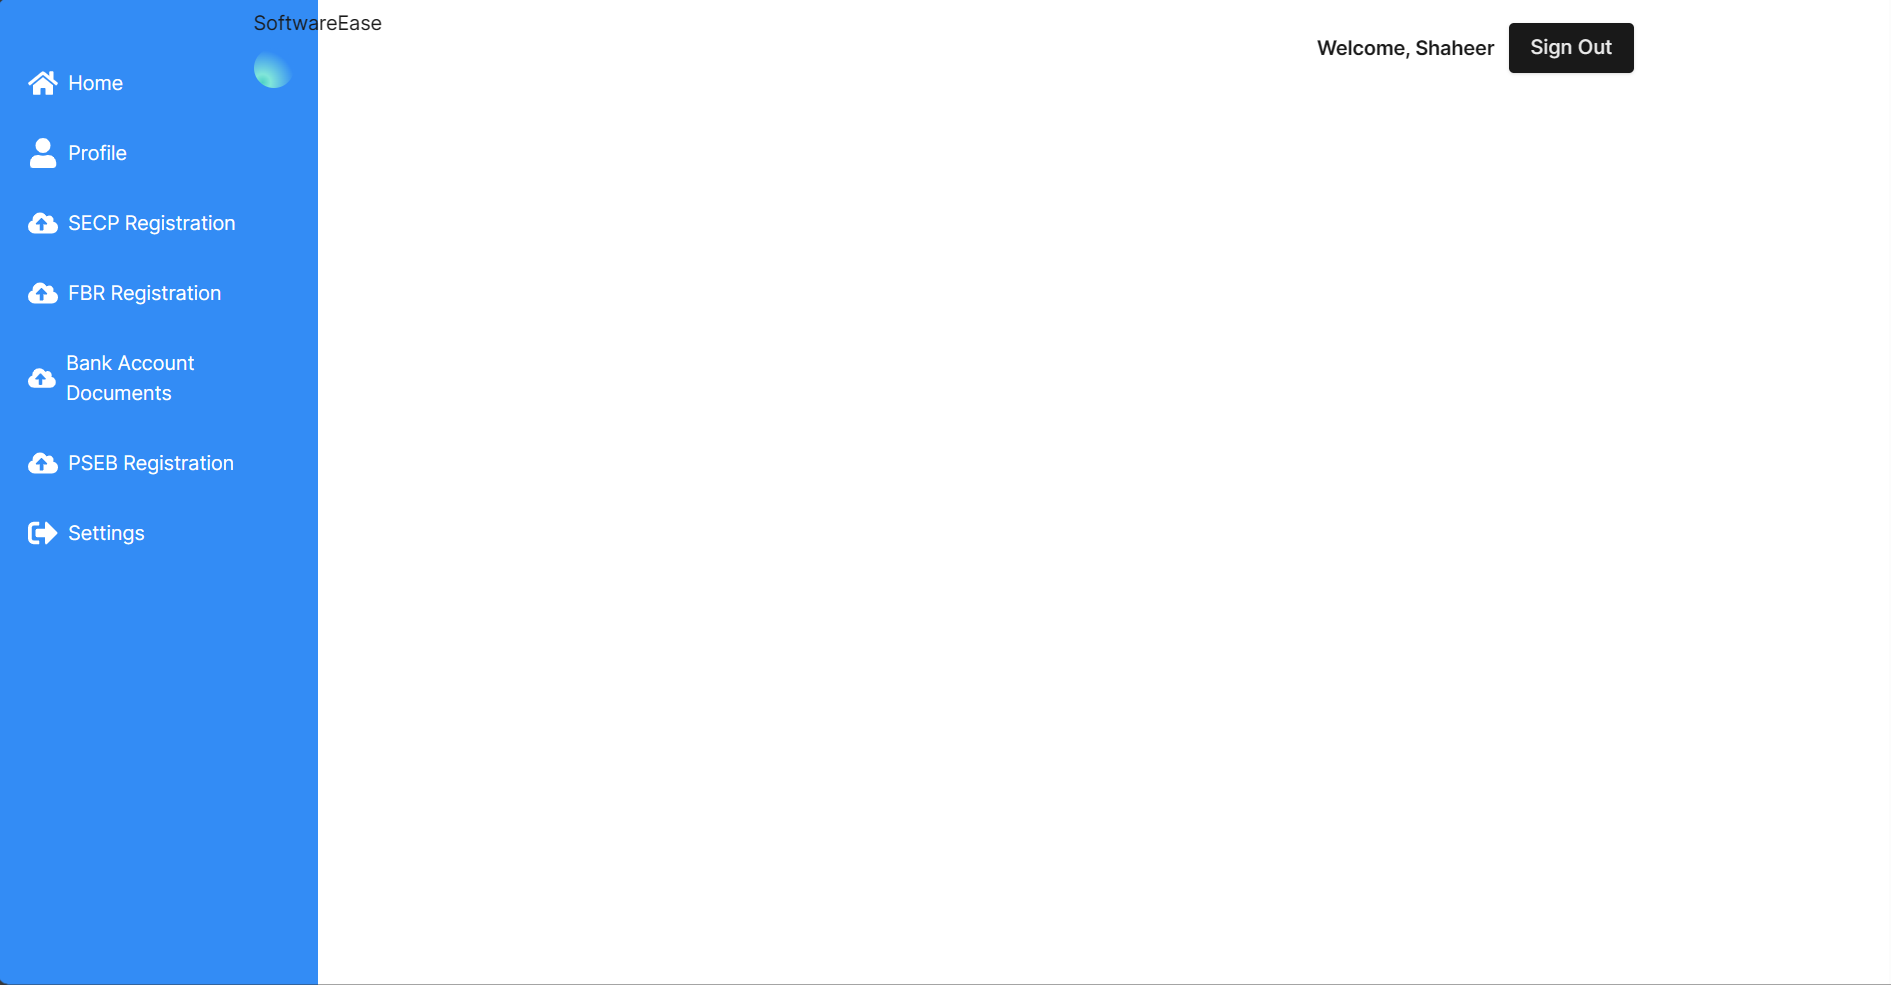 SoftwareEase
Welcome, Shaheer
Sign Out
Home
Profile
SECP Registration
FBR Registration
Bank Account
Documents
PSEB Registration
Settings